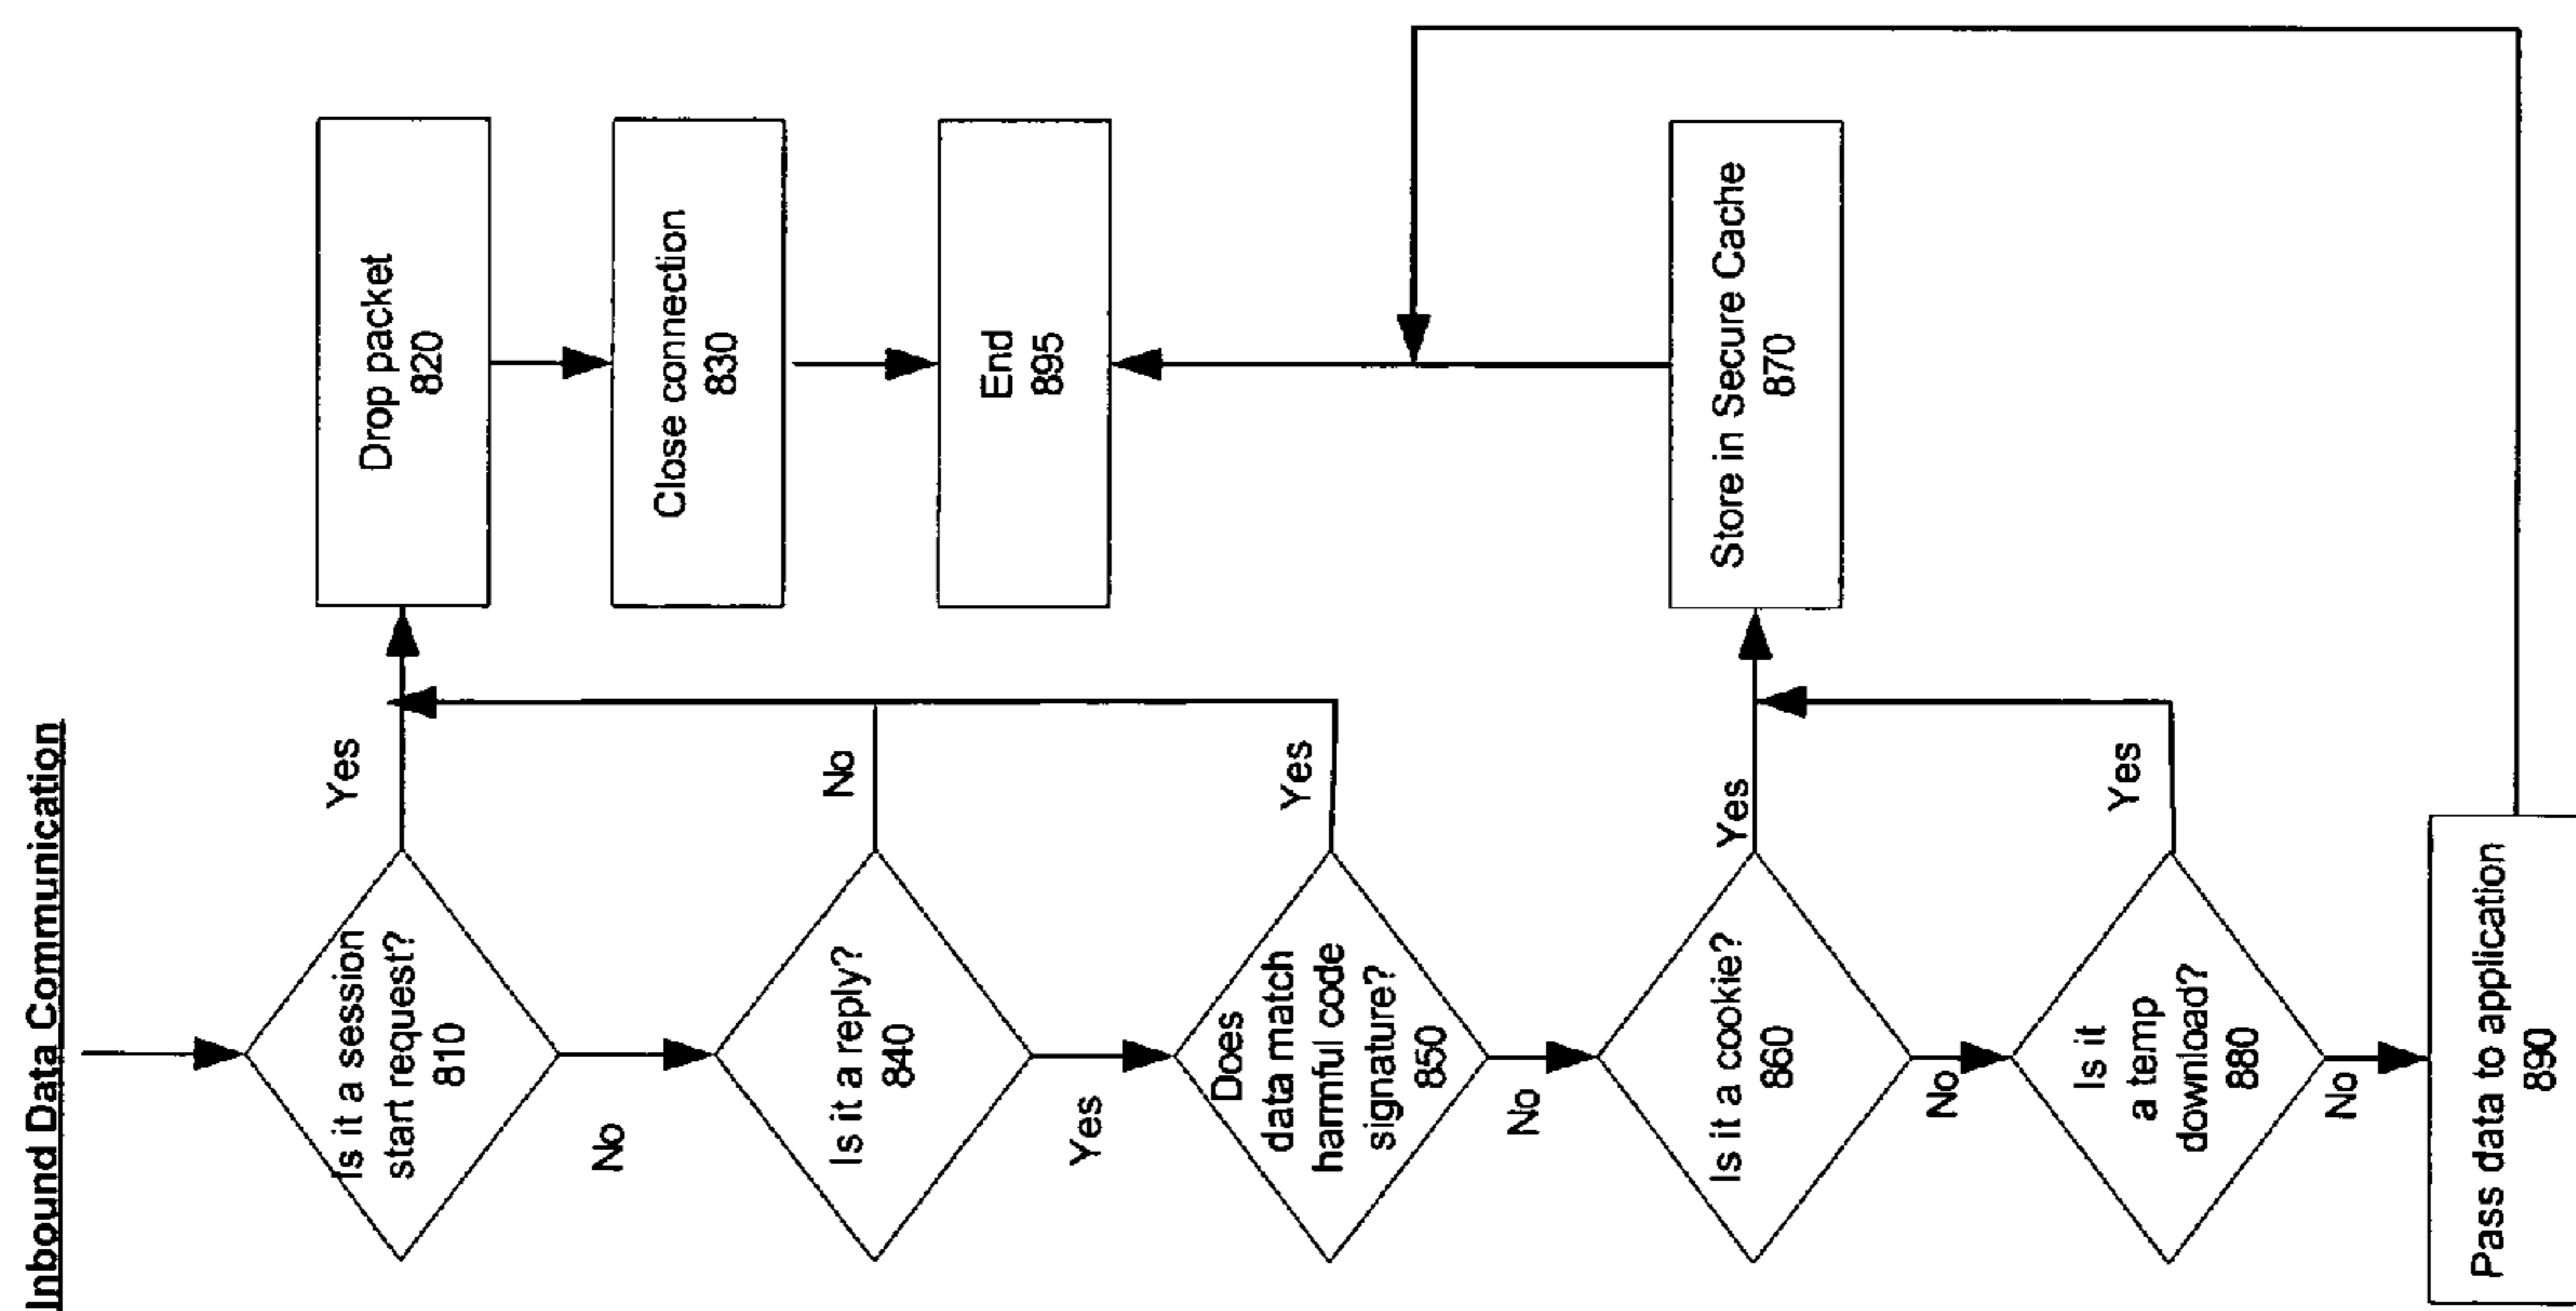 Inbound Data Communication
Is it a session
start request?
810
Yes
Drop packet
820
No
Close connection
830
Is it a reply?
840
No
End
895
Yes
Does
data match
harmful code
signature?
850
Yes
No
Is it a cookie?
860
Yes
Store in Secure Cache
870
No
Is it
a temp
download?
880
Yes
No
Pass data to application
890